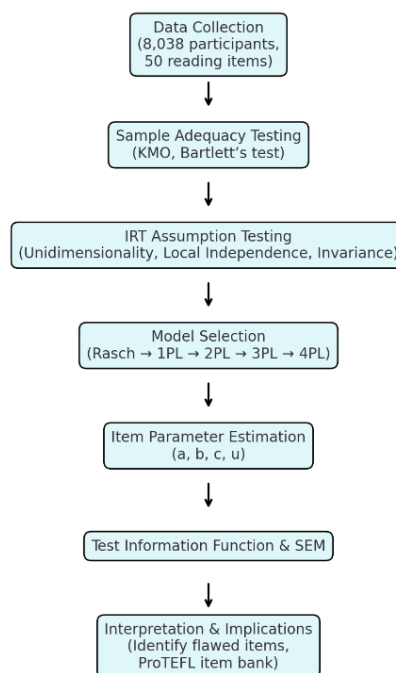 Data Collection
(8,038 participants,
50 reading items)
Sample Adequacy Testing
(KMO, Bartlett's test)
IRT Assumption Testing
(Unidimensionality, Local Independence, Invariance)
Model Selection
(Rasch → 1PL → 2PL → 3PL → 4PL)
Item Parameter Estimation
(a, b, c, u)
Test Information Function & SEM
Interpretation & Implications
(Identify flawed items,
ProTEFL item bank)